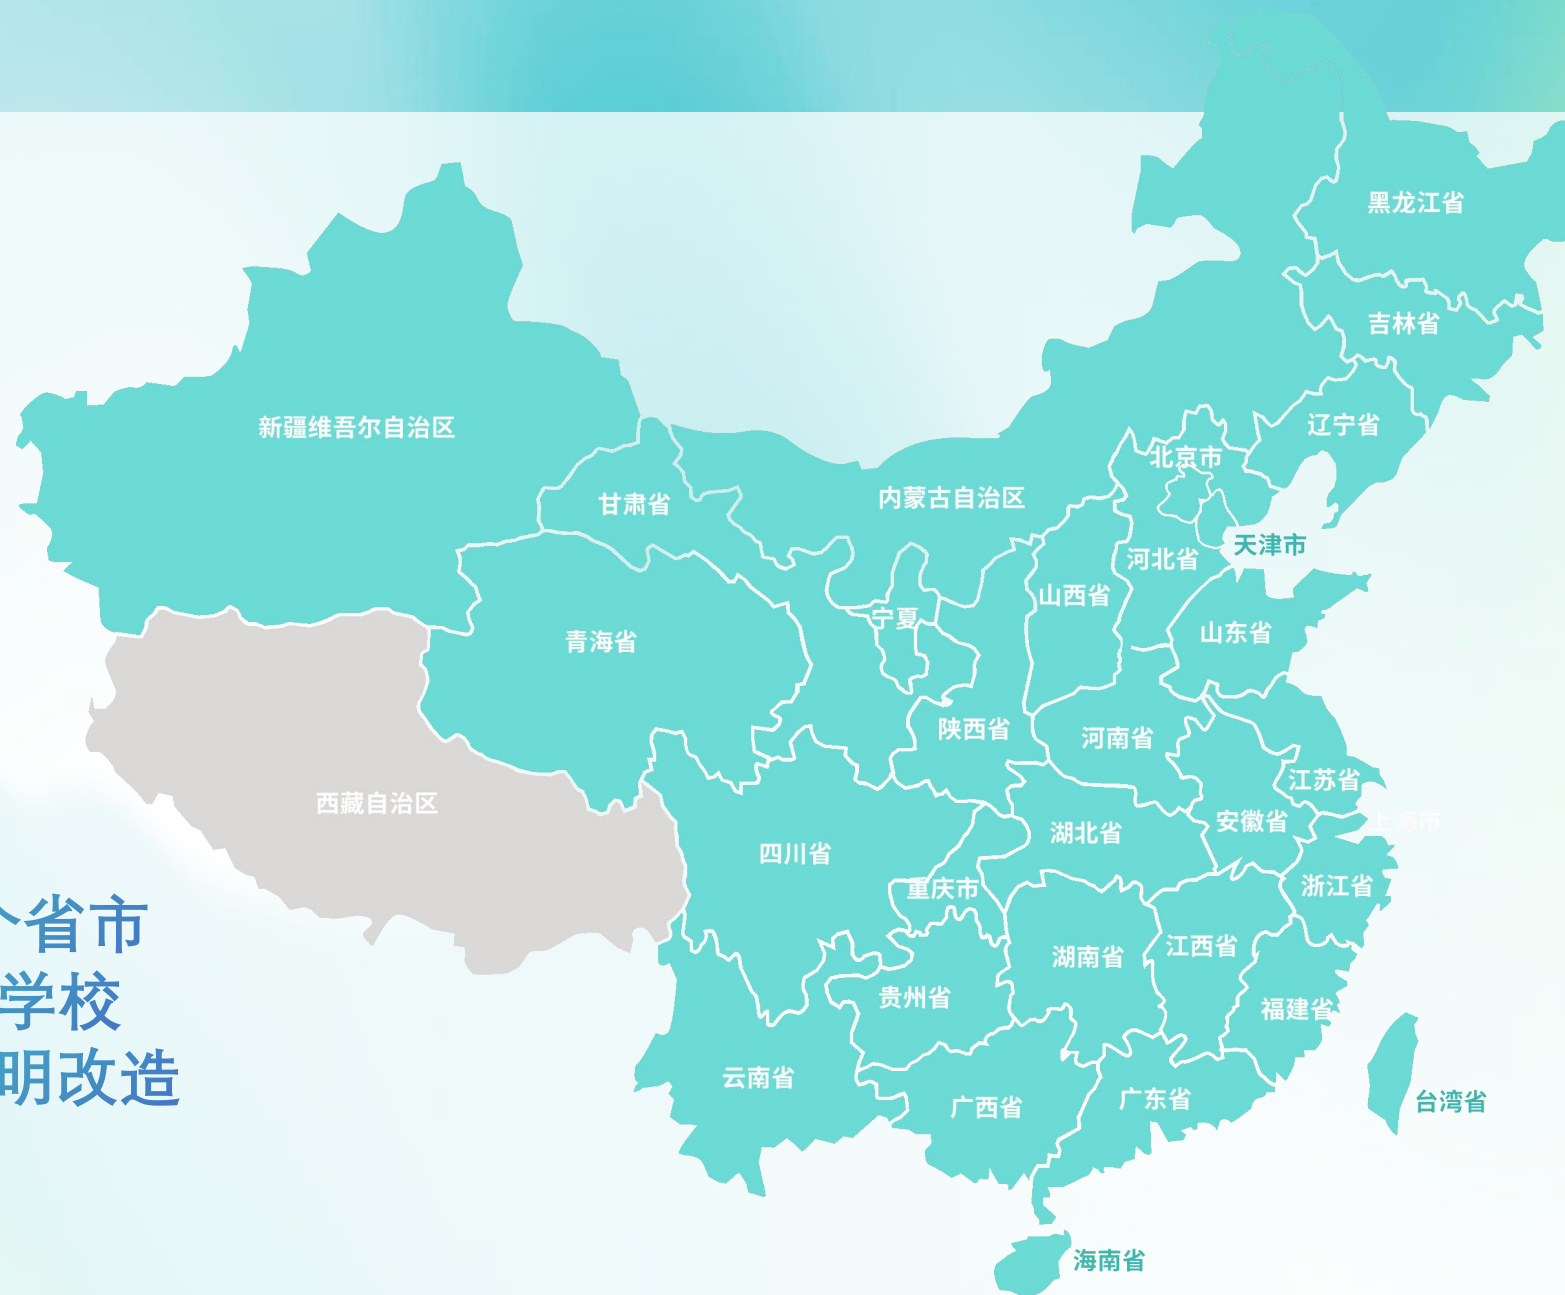 黑龙江省
吉林省
新疆维吾尔自治区
辽宁省
北京市
内蒙古自治区
甘肃省
天津市
河北省
山西省
宁夏
山东省
青海省
陕西省
河南省
江苏省
西藏自治区
安徽省
上海市
湖北省
四川省
浙江省
重庆市
个省市
江西省
湖南省
学校
贵州省
福建省
云南省
明改造
广东省
台湾省
广西省
海南省